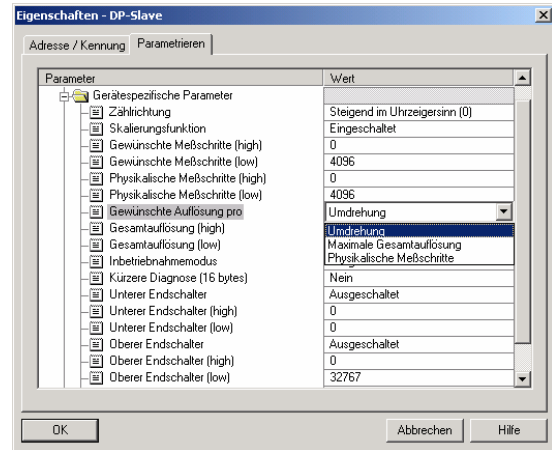 Eigenschaften - DP-Slave
Adresse / Kennung Parametrieren
Parameter Wert
Gerätespezifische Parameter
Zählrichtung Steigend im Uhrzeigersinn (0)
Skalierungsfunktion Eingeschaltet
Gewünschte Meßschritte (high) 0
Gewünschte Meßschritte (low) 4096
Physikalische Meßschritte (high) 0
Physikalische Meßschritte (low) 4096
Gewünschte Auflösung pro Umdrehung
Gesamtauflösung (high) Umdrehung
Gesamtauflösung (low) Maximale Gesamtauflösung
Inbetriebnahmemodus Physikalische Meßschritte
Kürzere Diagnose (16 bytes) Nein
Unterer Endschalter Ausgeschaltet
Unterer Endschalter (high) 0
Unterer Endschalter (low) 0
Oberer Endschalter Ausgeschaltet
Oberer Endschalter (high) 0
Oberer Endschalter (low) 32767
OK Abbrechen Hilfe